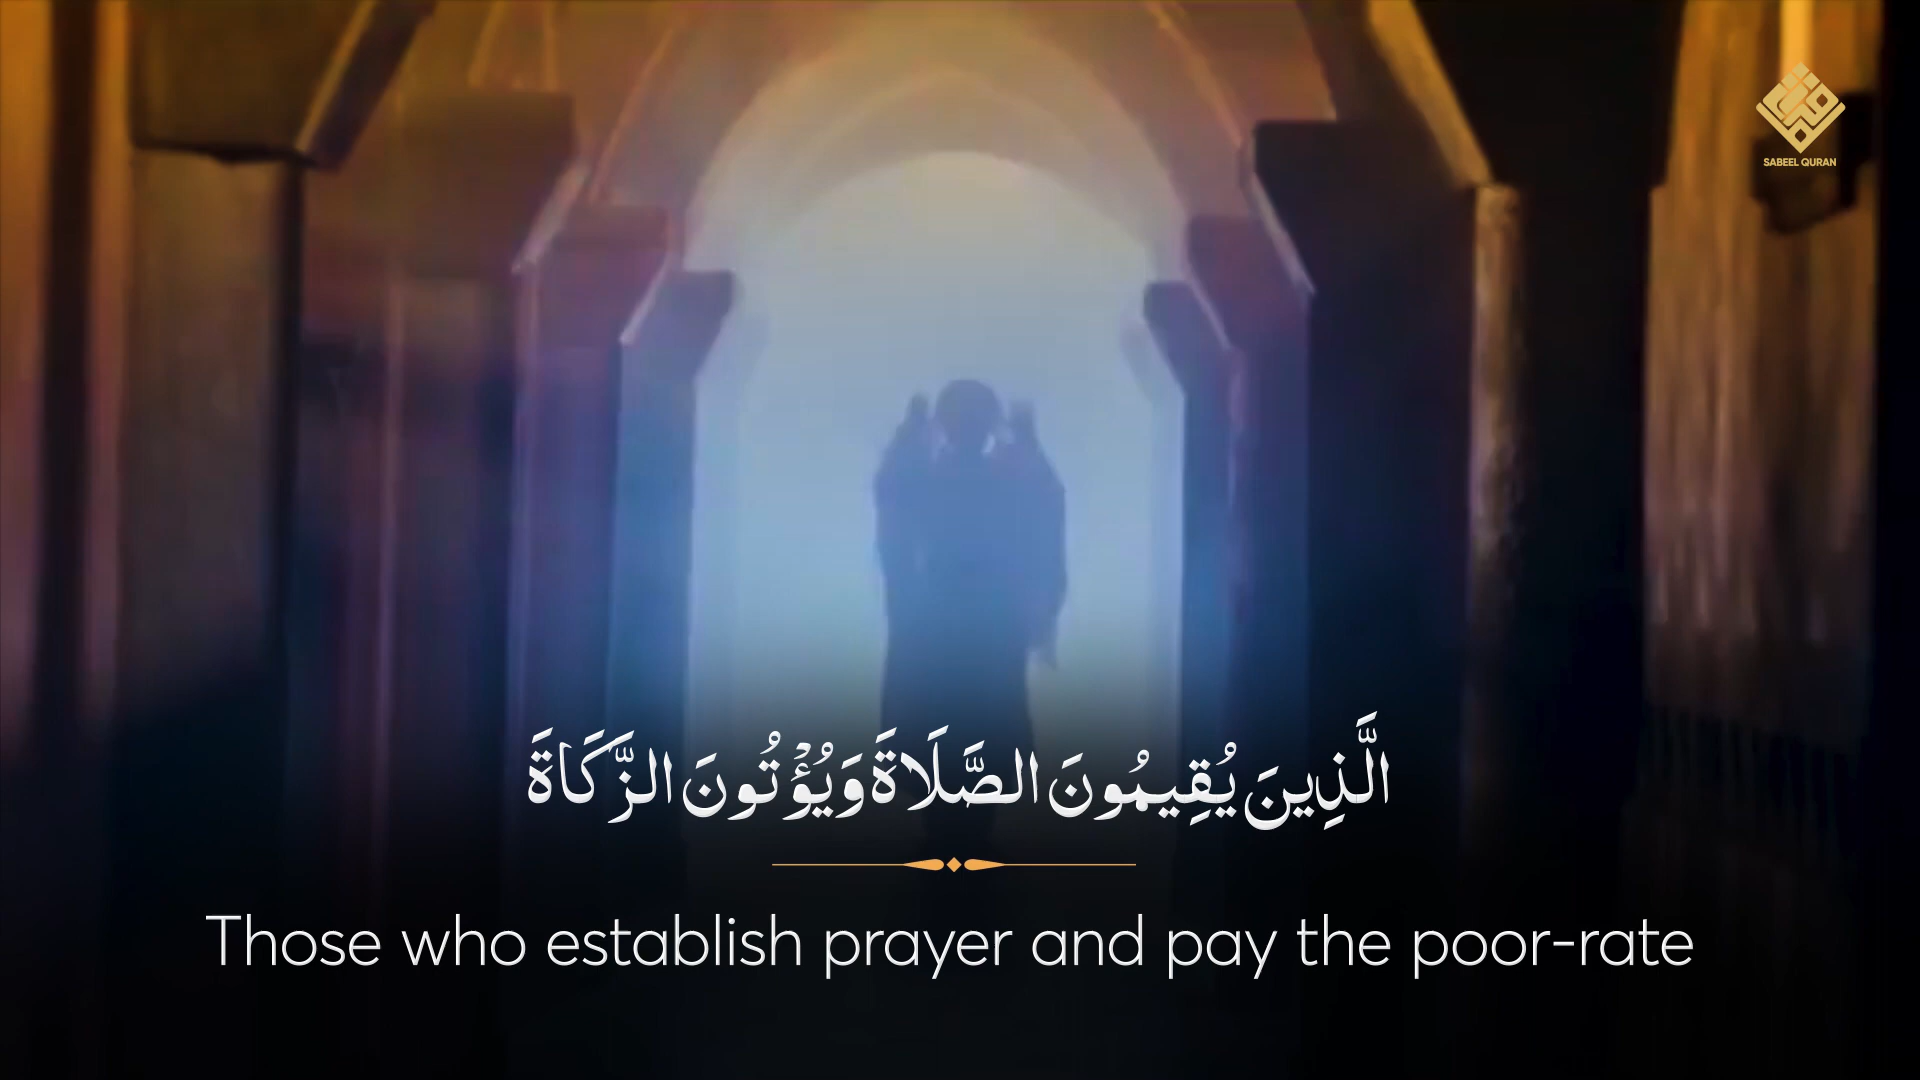 SABEEL QURAN
الَّذِينَ يُقِيمُونَ الصَّلَاةَ وَيُؤْتُونَ الزَّكَاةَ
Those who establish prayer and pay the poor-rate